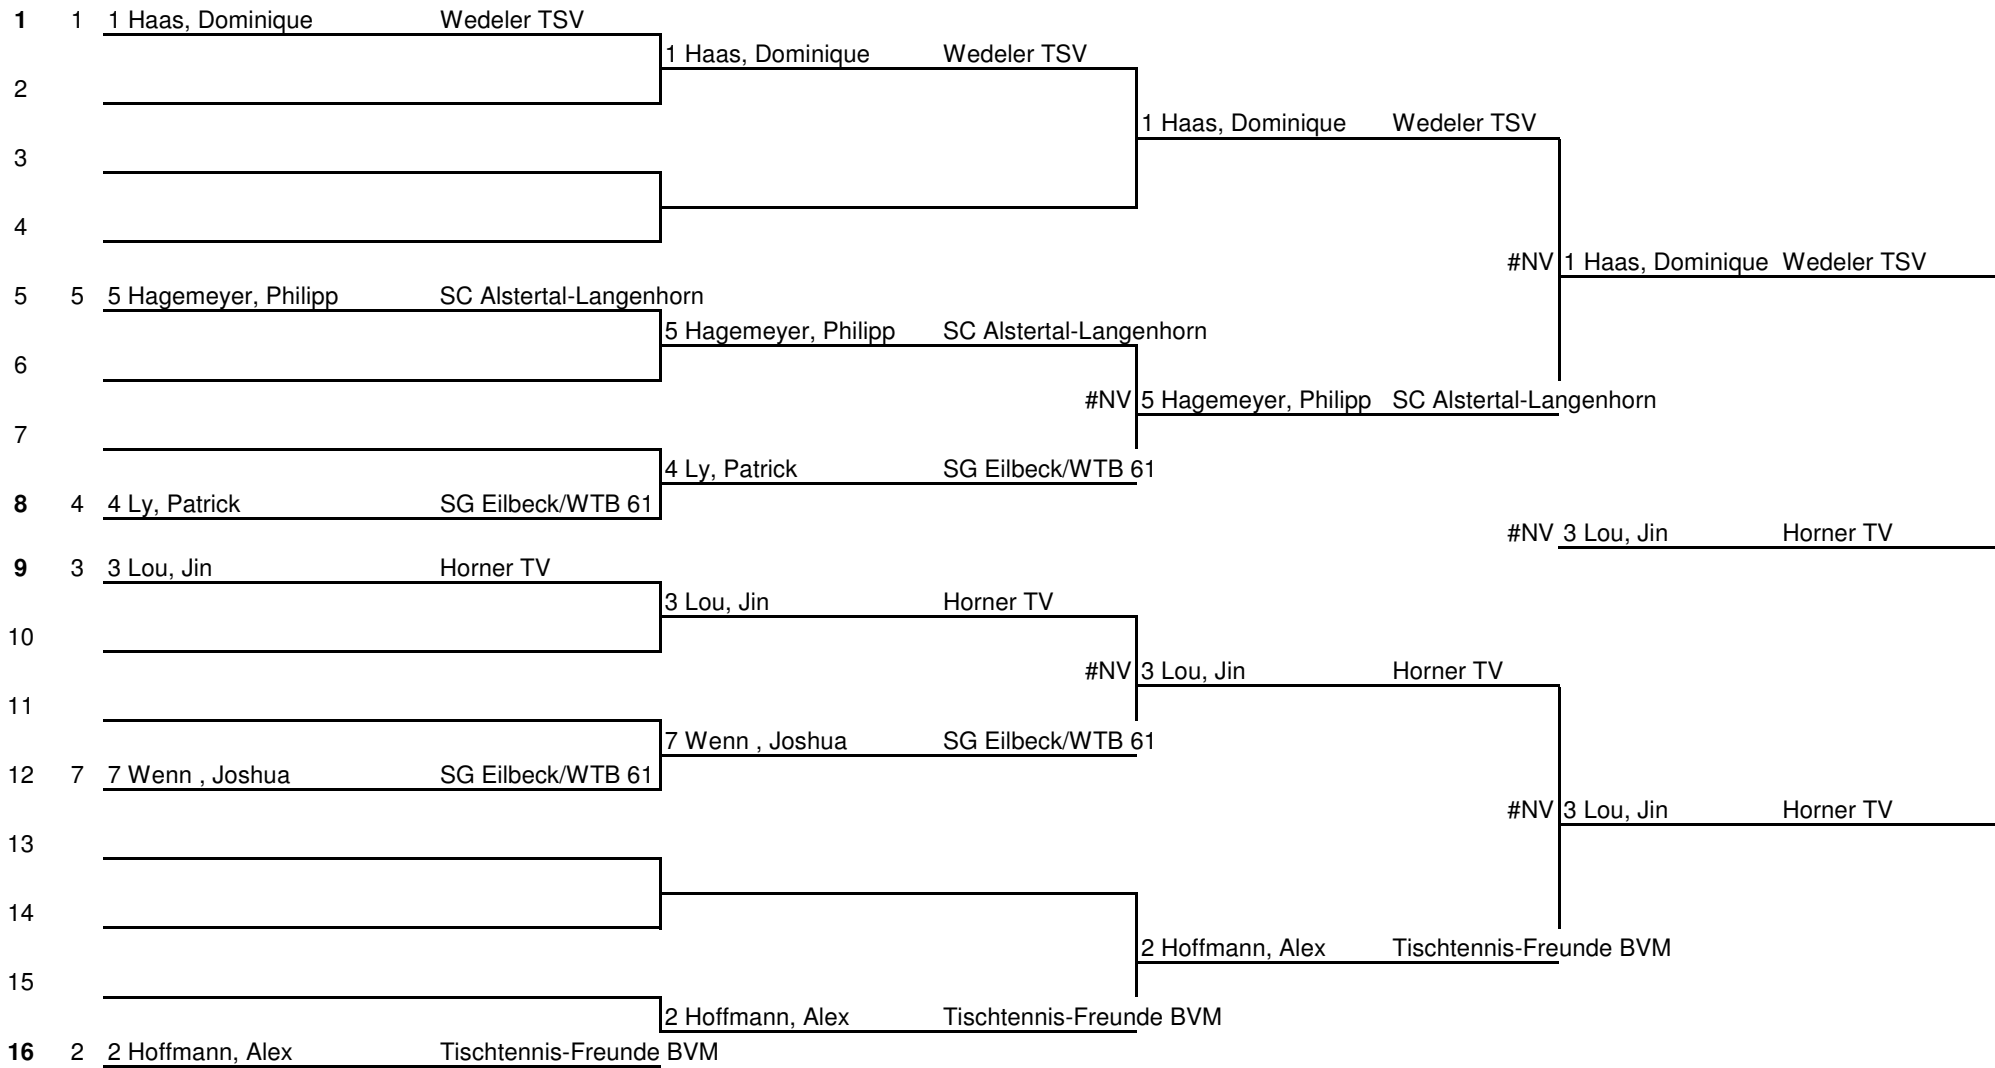 1 1 1 Haas, Dominique Wedeler TSV
1 Haas, Dominique Wedeler TSV
2
1 Haas, Dominique Wedeler TSV
3
4
#NV 1 Haas, Dominique Wedeler TSV
5 5 5 Hagemeyer, Philipp SC Alstertal-Langenhorn
5 Hagemeyer, Philipp SC Alstertal-Langenhorn
6
#NV 5 Hagemeyer, Philipp SC Alstertal-Langenhorn
7
4 Ly, Patrick SG Eilbeck/WTB 61
8 4 4 Ly, Patrick SG Eilbeck/WTB 61
#NV 3 Lou, Jin Horner TV
9 3 3 Lou, Jin Horner TV
3 Lou, Jin Horner TV
10
#NV 3 Lou, Jin Horner TV
11
7 Wenn , Joshua SG Eilbeck/WTB 61
12 7 7 Wenn , Joshua SG Eilbeck/WTB 61
#NV 3 Lou, Jin Horner TV
13
14
2 Hoffmann, Alex Tischtennis-Freunde BVM
15
2 Hoffmann, Alex Tischtennis-Freunde BVM
16 2 2 Hoffmann, Alex Tischtennis-Freunde BVM